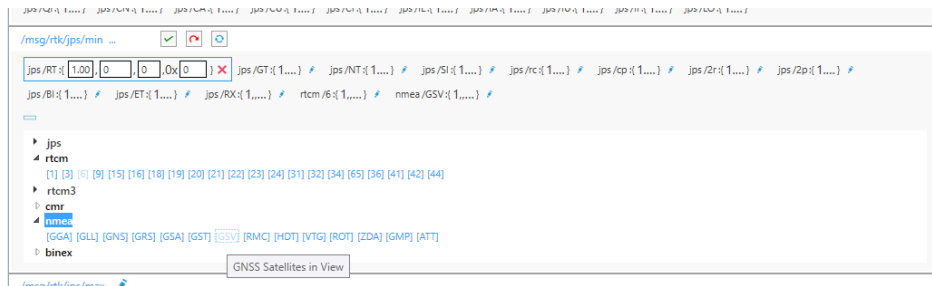 /msg/rtk/jps/min ...
jps /RT:{ 1.00 , 0 , 0 ,0x 0 } jps /GT:{ 1.... } jps /NT:{ 1.... } jps /SI:{ 1.... } jps /rc:{ 1.... } jps /cp:{ 1.... } jps /2r:{ 1.... } jps /2p:{ 1.... }
jps /BI:{ 1.... } jps /ET:{ 1.... } jps /RX:{ 1,,... } rtcm /6:{ 1,,... } nmea /GSV:{ 1,,... }
jps
rtcm
[1] [3] [6] [9] [15] [16] [18] [19] [20] [21] [22] [23] [24] [31] [32] [34] [65] [36] [41] [42] [44]
rtcm3
cmr
nmea
[GGA] [GLL] [GNS] [GRS] [GSA] [GST] [GSV] [RMC] [HDT] [VTG] [ROT] [ZDA] [GMP] [ATT]
binex
GNSS Satellites in View
/msg/rtk/jps/max